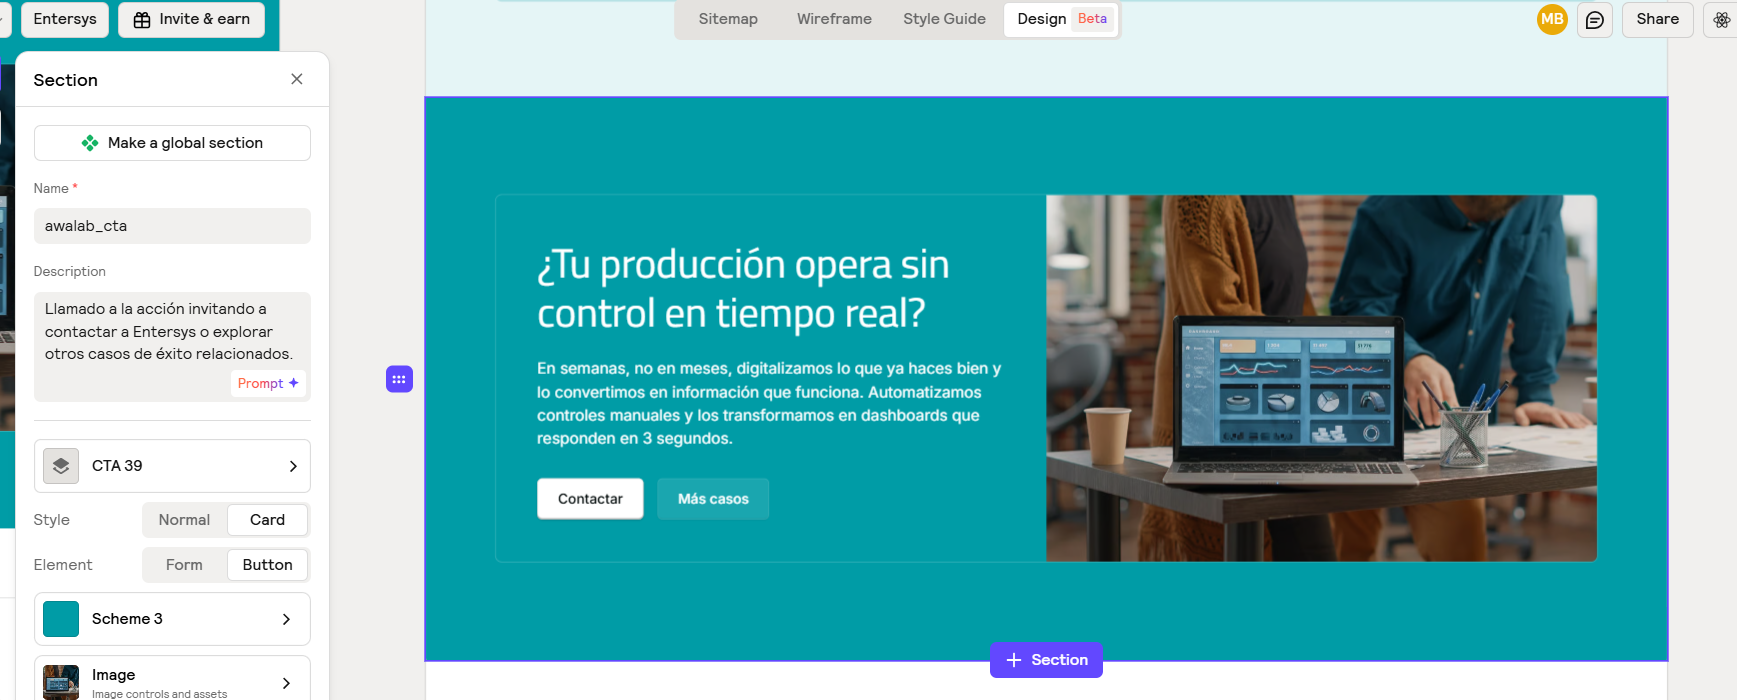 Entersys
Invite & earn
Sitemap
Wireframe
Style Guide
Design
Beta
MB
Share
Section
Make a global section
Name *
awalab_cta
Description
Llamado a la acción invitando a
contactar a Entersys o explorar
otros casos de éxito relacionados.
Prompt
CTA 39
Style
Normal
Card
Element
Form
Button
Scheme 3
Image
Image controls and assets
¿Tu producción opera sin
control en tiempo real?
En semanas, no en meses, digitalizamos lo que ya haces bien y
lo convertimos en información que funciona. Automatizamos
controles manuales y los transformamos en dashboards que
responden en 3 segundos.
Contactar
Más casos
Section